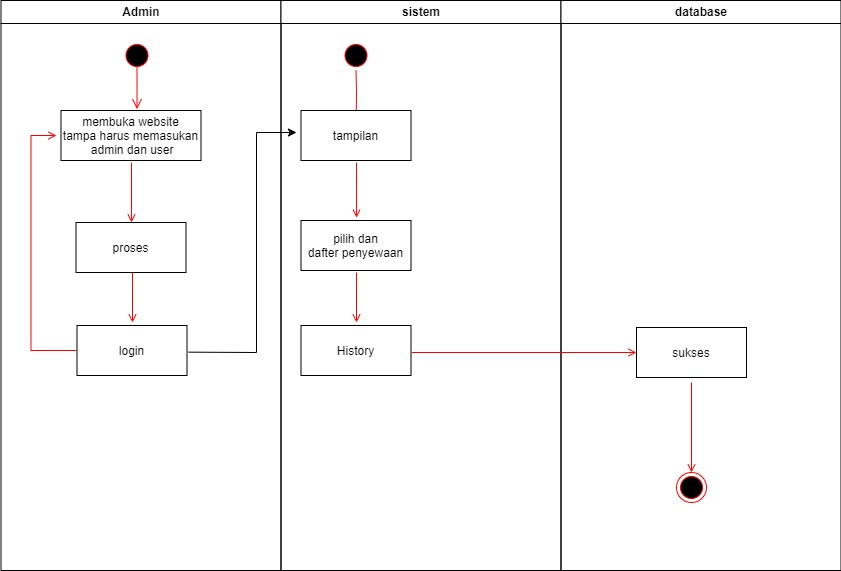 Admin
sistem
database
membuka website
tampa harus memasukan
admin dan user
tampilan
proses
pilih dan
dafter penyewaan
login
History
sukses